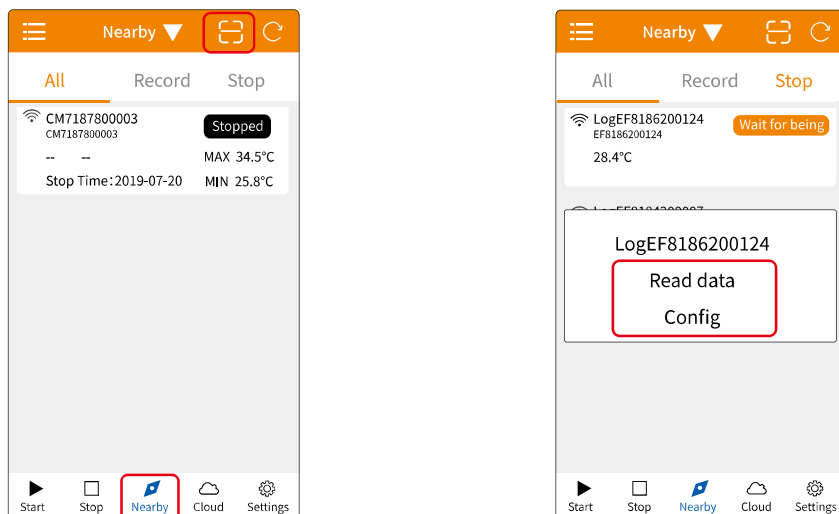 Nearby
All Record Stop
CM7187800003
CM7187800003
Stopped
-- --
MAX 34.5°C
Stop Time:2019-07-20
MIN 25.8°C
Start Stop Nearby Cloud Settings
Nearby
All Record Stop
LogEF8186200124
EF8186200124
Wait for being
28.4°C
LogEF8186200124
Read data
Config
Start Stop Nearby Cloud Settings